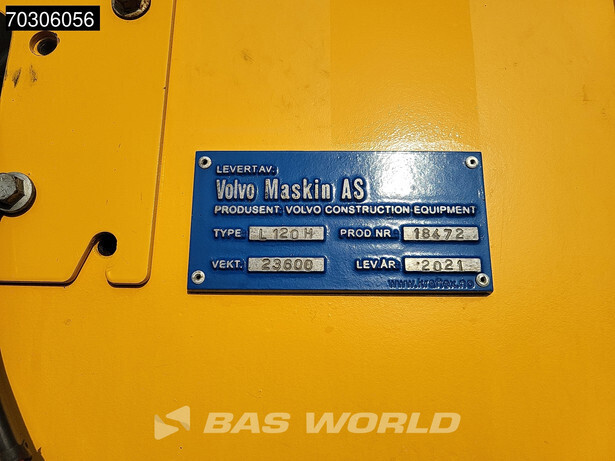 70306056
LEVERT AV.
Volvo Maskin AS
PRODUSENT VOLVO CONSTRUCTION EQUIPMENT
TYPE L 120 H PROD NR 18472
VEKT. 23600 LEV.ÅR 2021
BAS WORLD